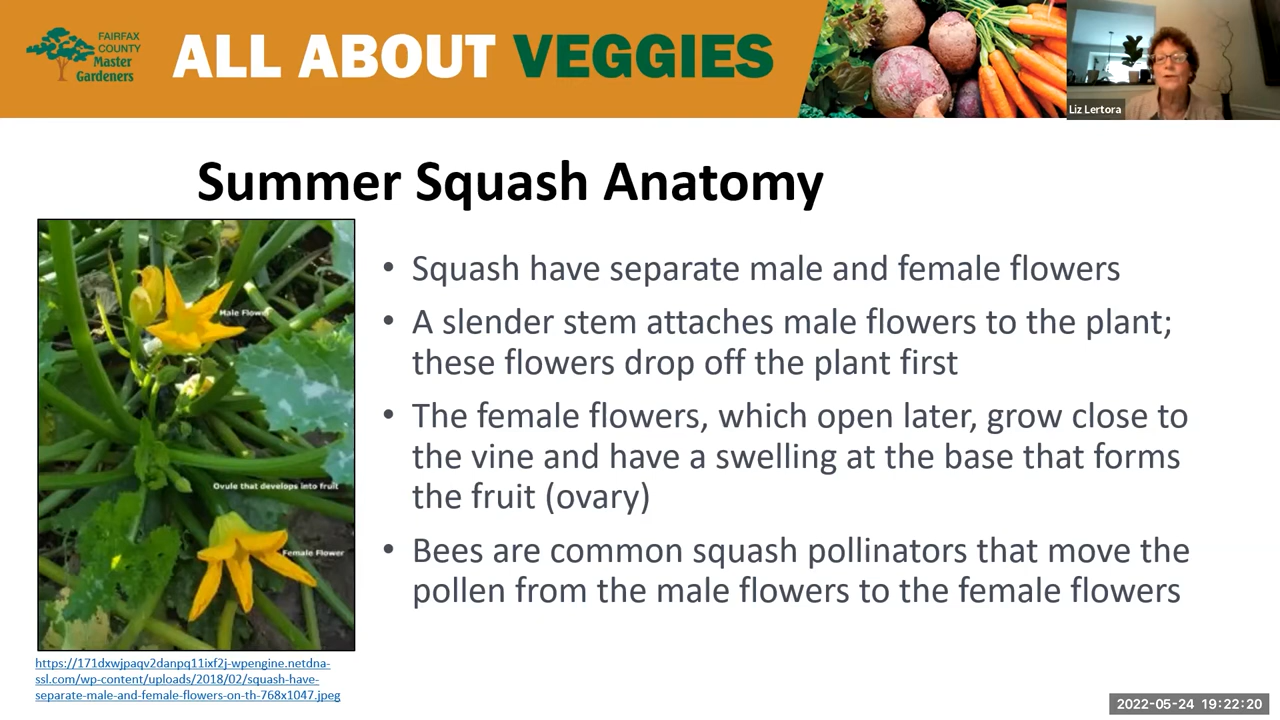 FAIRFAX
COUNTY
Master
Gardeners
ALL ABOUT VEGGIES
Liz Lertora
Summer Squash Anatomy
• Squash have separate male and female flowers
• A slender stem attaches male flowers to the plant;
these flowers drop off the plant first
• The female flowers, which open later, grow close to
the vine and have a swelling at the base that forms
the fruit (ovary)
• Bees are common squash pollinators that move the
pollen from the male flowers to the female flowers
Male Flower
Ovule that develops into fruit
Female Flower
https://171dxwjpaqv2danpq11ixf2j-wpengine.netdna-
ssl.com/wp-content/uploads/2018/02/squash-have-
separate-male-and-female-flowers-on-th-768x1047.jpeg
2022-05-24 19:22:20